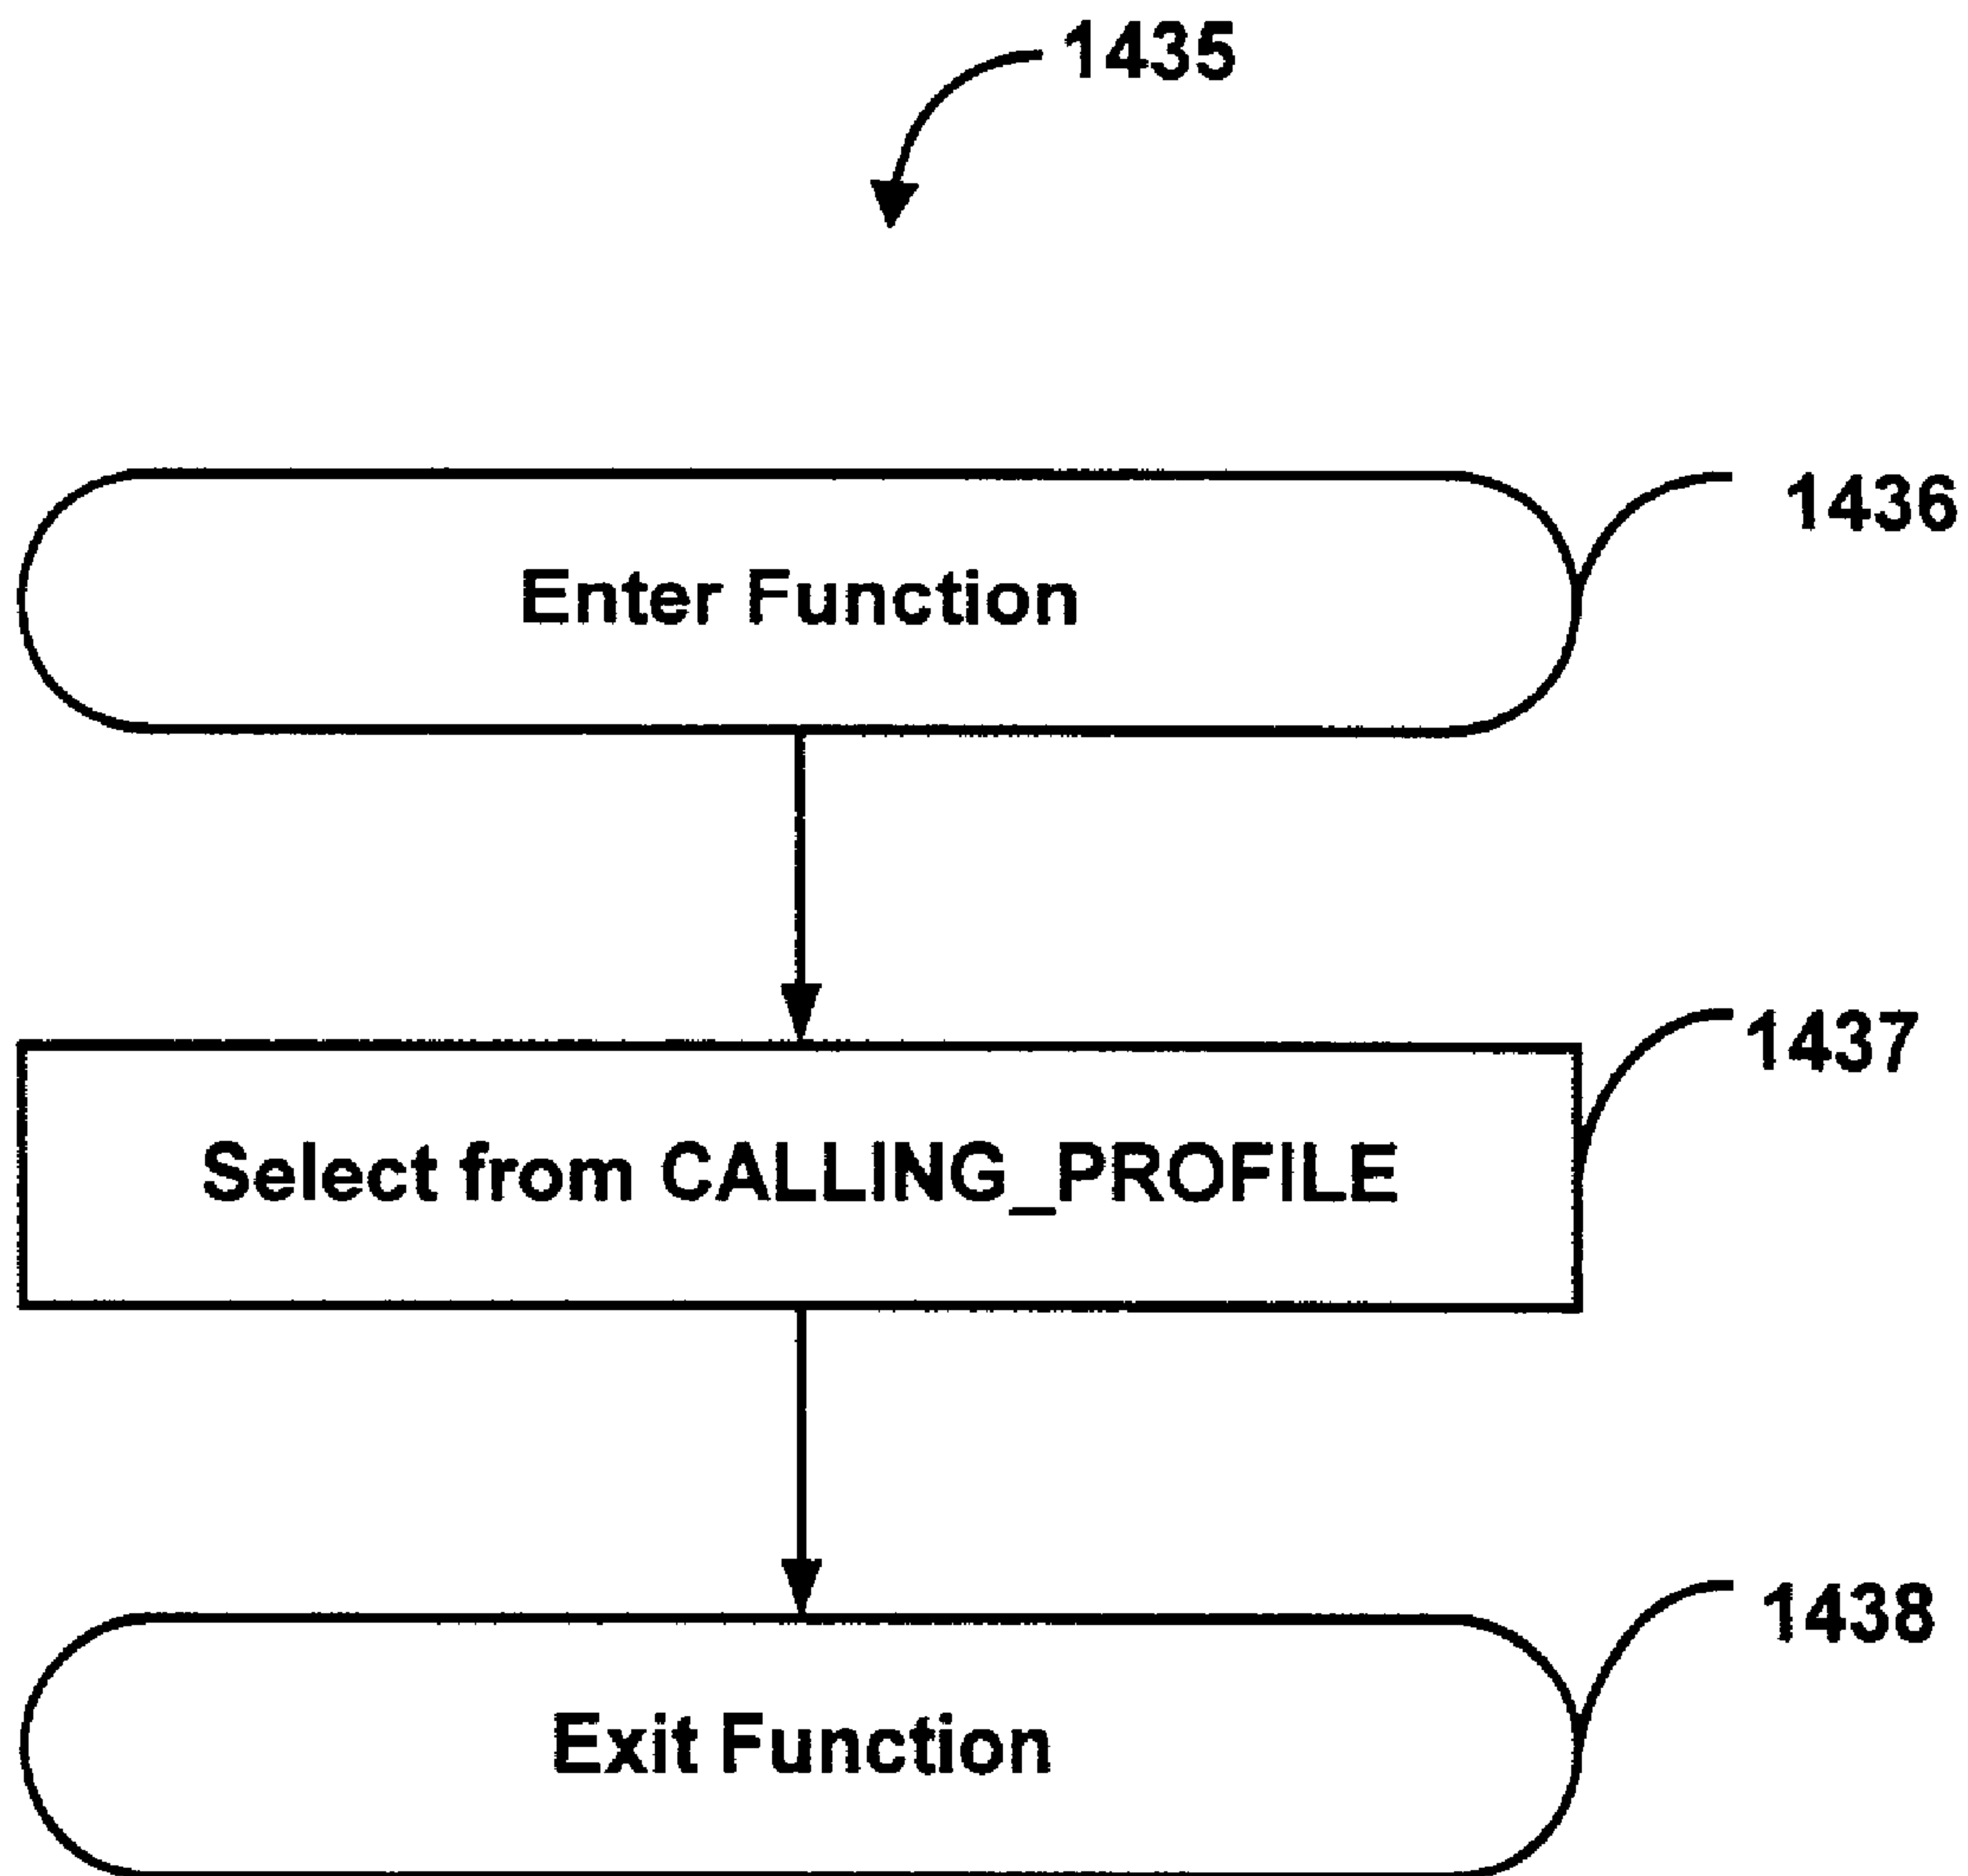 1435
1436
Enter Function
1437
Select from CALLING_PROFILE
1438
Exit Function